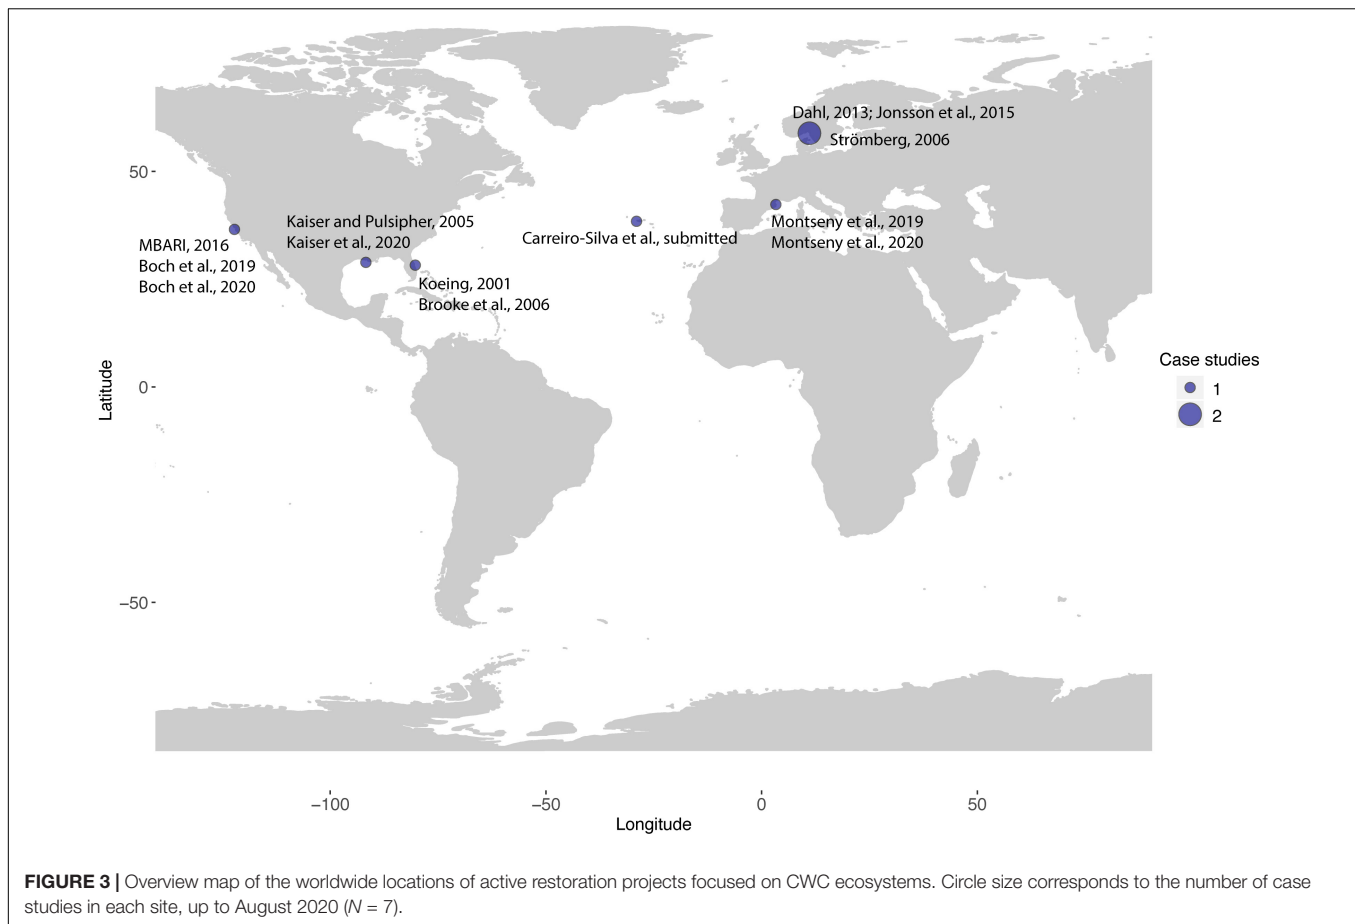 Dahl, 2013; Jonsson et al., 2015
Strömberg, 2006
50
Kaiser and Pulsipher, 2005
Kaiser et al., 2020
MBARI, 2016
Boch et al., 2019
Boch et al., 2020
Carreiro-Silva et al., submitted
Montseny et al., 2019
Montseny et al., 2020
Koeing, 2001
Brooke et al., 2006
Latitude
0
−50
Case studies
1
2
−100
−50
0
50
Longitude
FIGURE 3 | Overview map of the worldwide locations of active restoration projects focused on CWC ecosystems. Circle size corresponds to the number of case
studies in each site, up to August 2020 (N = 7).